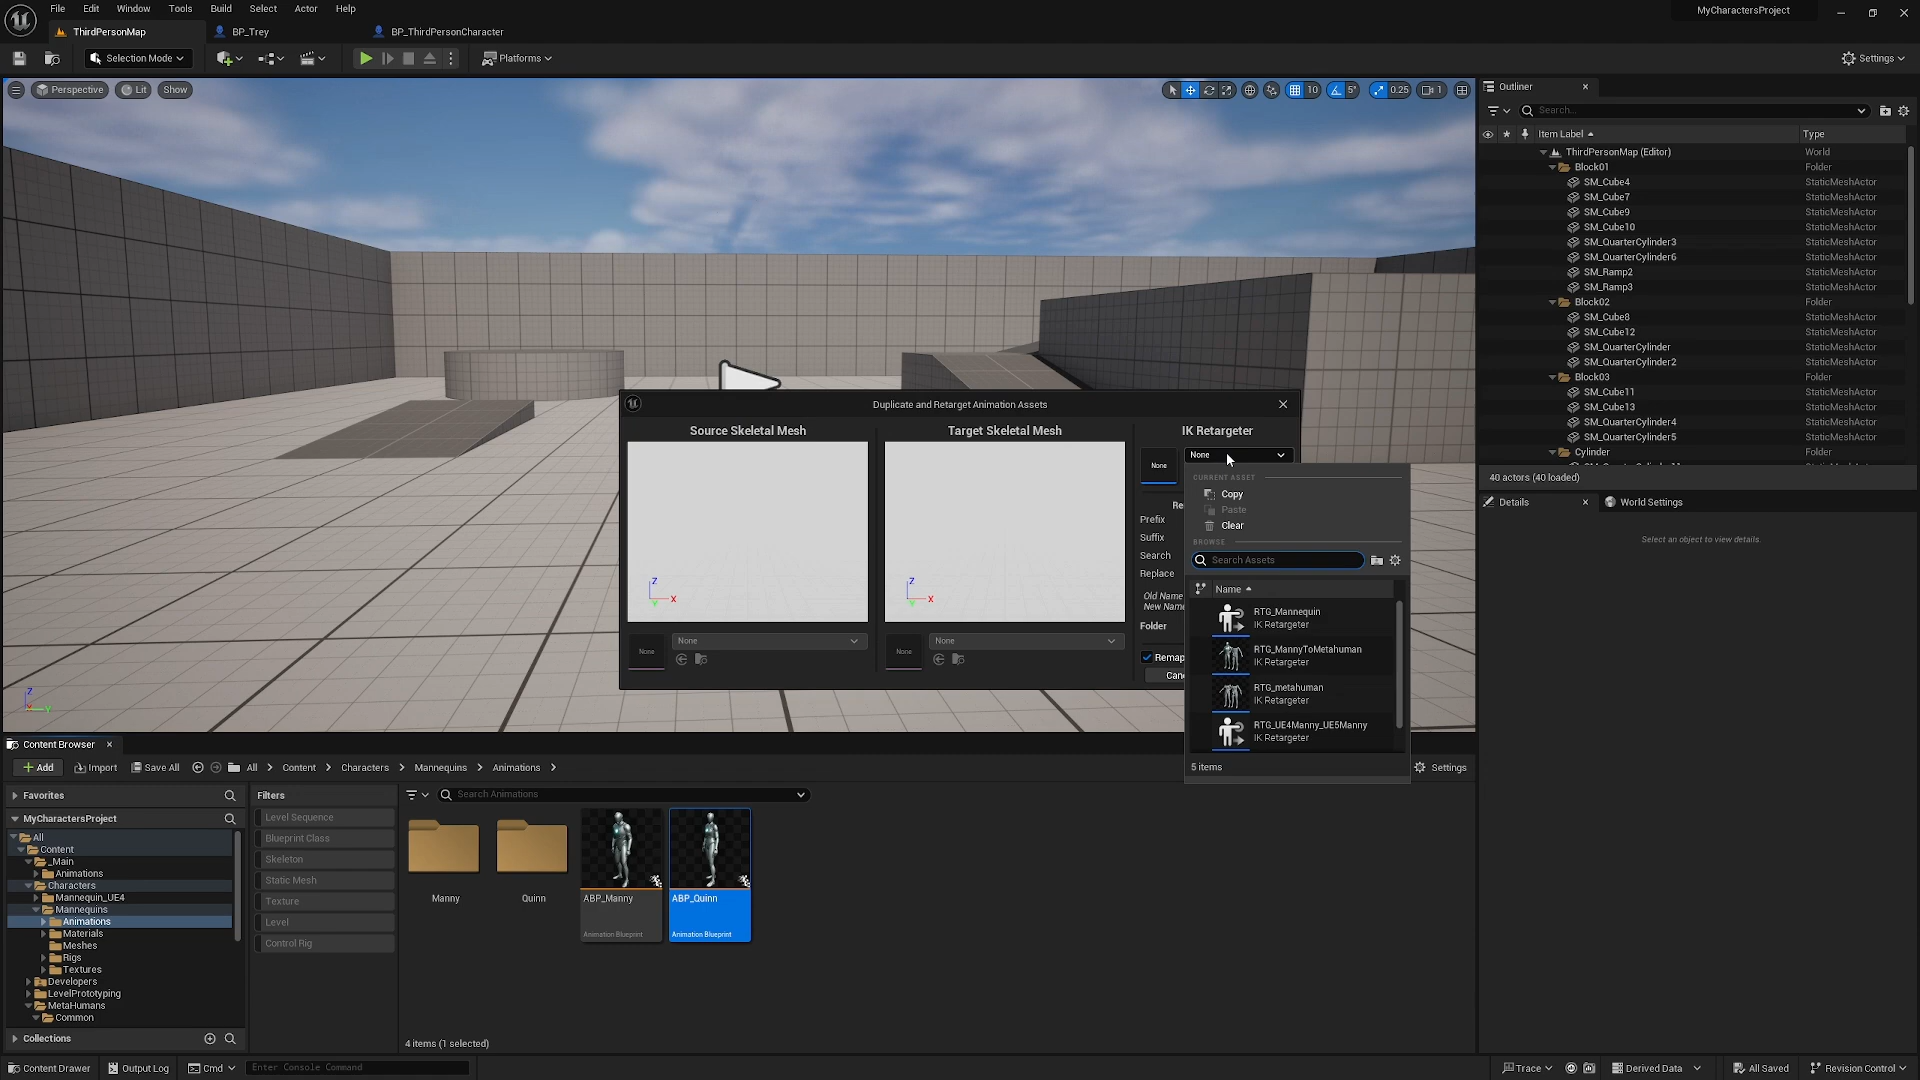 File Edit Window Tools Build Select Actor Help
MyCharactersProject
ThirdPersonMap
BP_Trey
BP_ThirdPersonCharacter
Selection Mode
Platforms
Settings
Perspective
Lit
Show
10
5°
0.25
1
Outliner
Search...
Item Label
Type
ThirdPersonMap (Editor) World
Block01 Folder
SM_Cube4 StaticMeshActor
SM_Cube7 StaticMeshActor
SM_Cube9 StaticMeshActor
SM_Cube10 StaticMeshActor
SM_QuarterCylinder3 StaticMeshActor
SM_QuarterCylinder6 StaticMeshActor
SM_Ramp2 StaticMeshActor
SM_Ramp3 StaticMeshActor
Block02 Folder
SM_Cube8 StaticMeshActor
SM_Cube12 StaticMeshActor
SM_QuarterCylinder StaticMeshActor
SM_QuarterCylinder2 StaticMeshActor
Block03 Folder
SM_Cube11 StaticMeshActor
SM_Cube13 StaticMeshActor
SM_QuarterCylinder4 StaticMeshActor
SM_QuarterCylinder5 StaticMeshActor
Cylinder Folder
40 actors (40 loaded)
Details
World Settings
Select an object to view details.
Duplicate and Retarget Animation Assets
Source Skeletal Mesh
Target Skeletal Mesh
IK Retargeter
None
None
CURRENT ASSET
Copy
Paste
Clear
BROWSE
Search Assets
Name
RTG_Mannequin
IK Retargeter
RTG_MannyToMetahuman
IK Retargeter
RTG_metahuman
IK Retargeter
RTG_UE4Manny_UE5Manny
IK Retargeter
5 items
Re
Prefix
Suffix
Search
Replace
Old Name
New Name
Folder
Remap
Canc
Z
X
Y
Z
X
Y
None
None
None
None
Z
Y
Content Browser
Add
Import
Save All
All
Content
Characters
Mannequins
Animations
Settings
Favorites
MyCharactersProject
All
Content
_Main
Animations
Characters
Mannequin_UE4
Mannequins
Animations
Materials
Meshes
Rigs
Textures
Developers
LevelPrototyping
MetaHumans
Common
Collections
Filters
Level Sequence
Blueprint Class
Skeleton
Static Mesh
Texture
Level
Control Rig
Search Animations
Manny
Quinn
ABP_Manny
Animation Blueprint
ABP_Quinn
Animation Blueprint
4 items (1 selected)
Content Drawer
Output Log
Cmd
Enter Console Command
Trace
Derived Data
All Saved
Revision Control